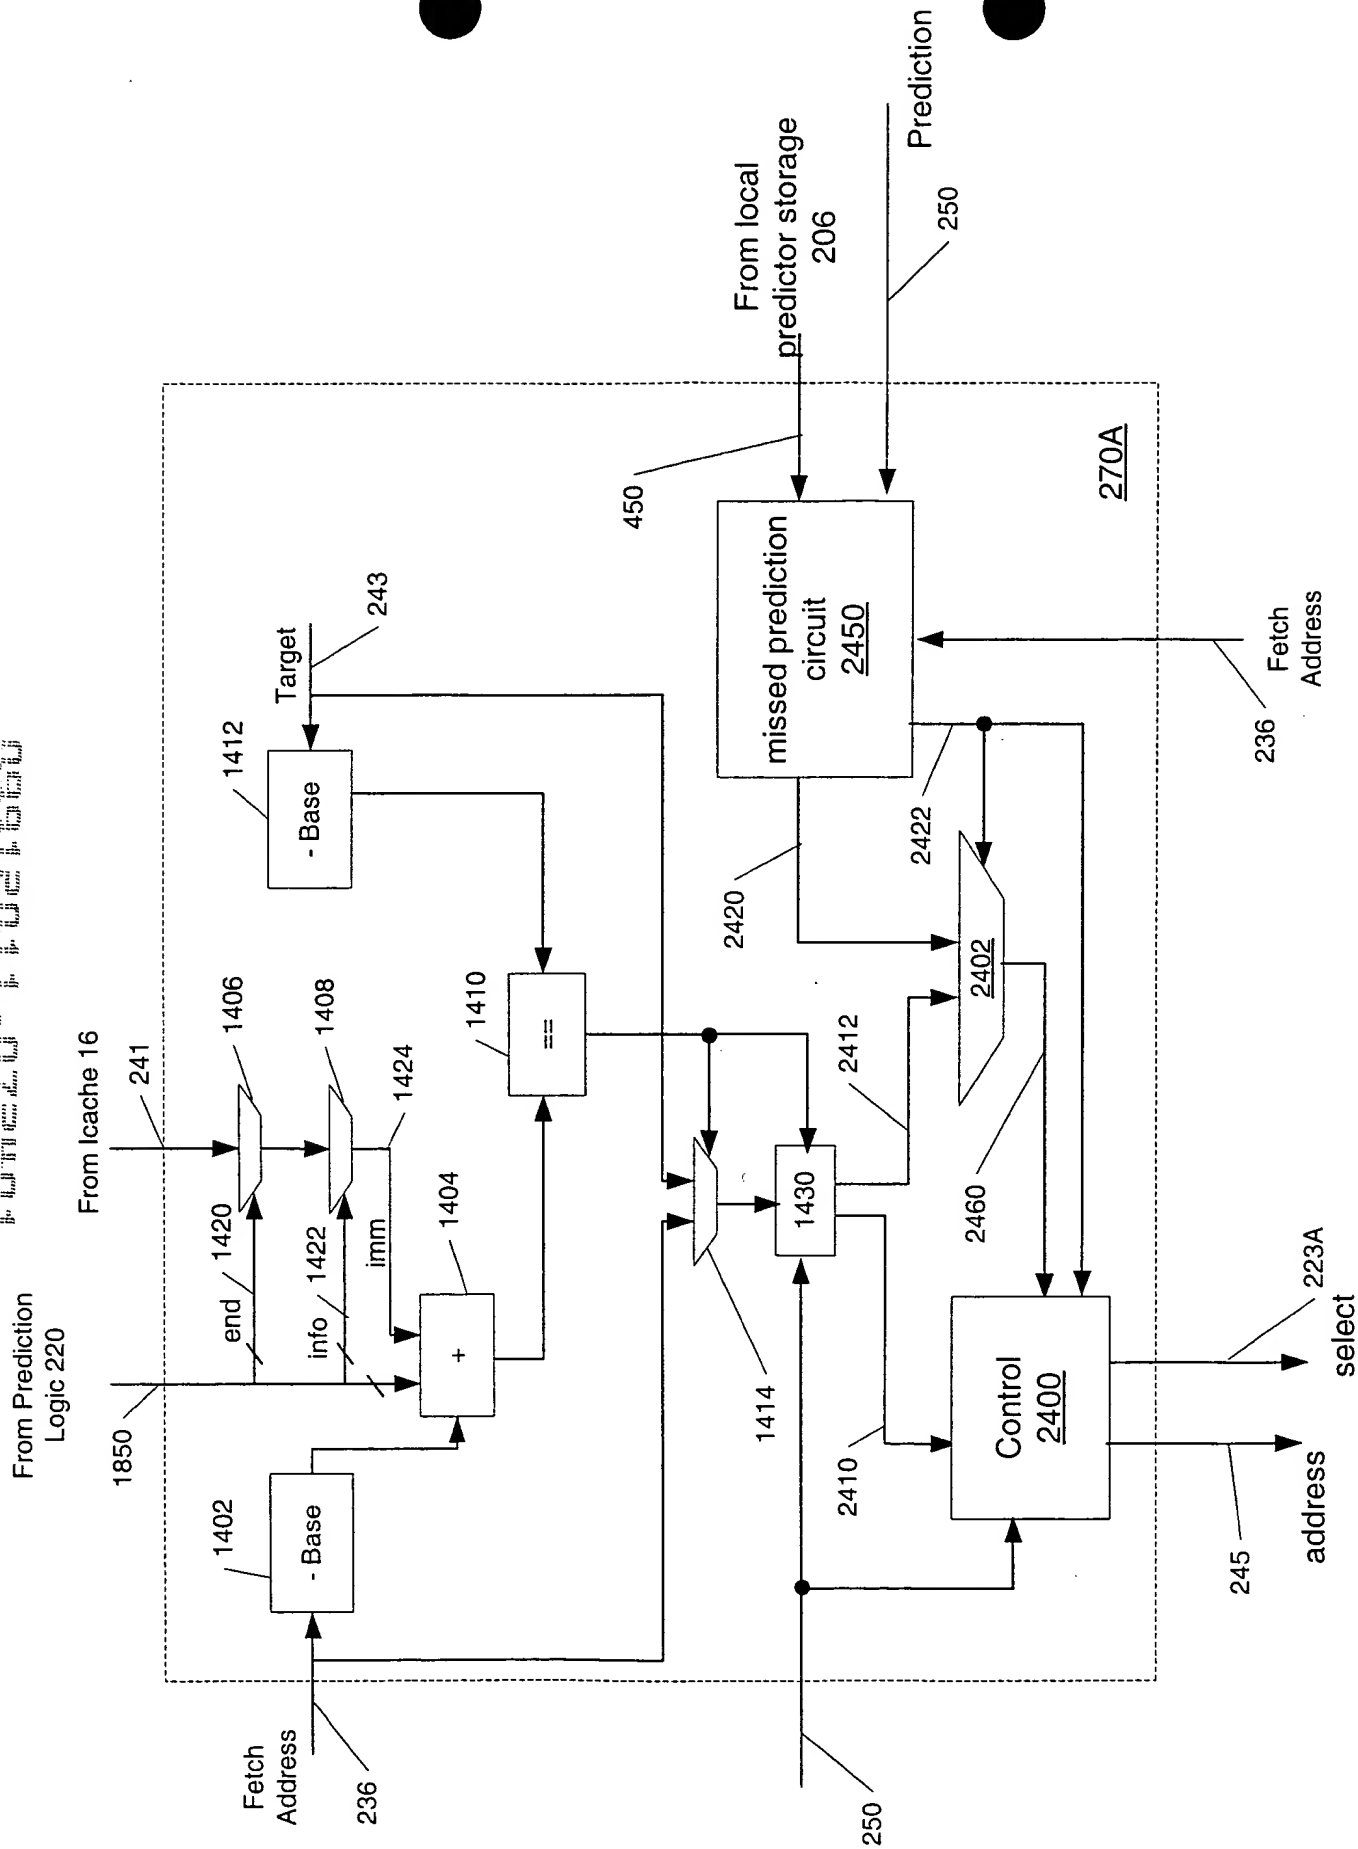 From Prediction
Logic 220
1850
From Icache 16
241
1406
1420
end
1408
1422
info
1424
imm
1404
+
1402
- Base
Fetch
Address
236
1412
- Base
Target
243
1410
==
1414
1430
250
2410
2412
2420
2422
2402
2460
missed prediction
circuit
2450
450
From local
predictor storage
206
Prediction
250
Fetch
Address
236
Control
2400
223A
select
245
address
270A